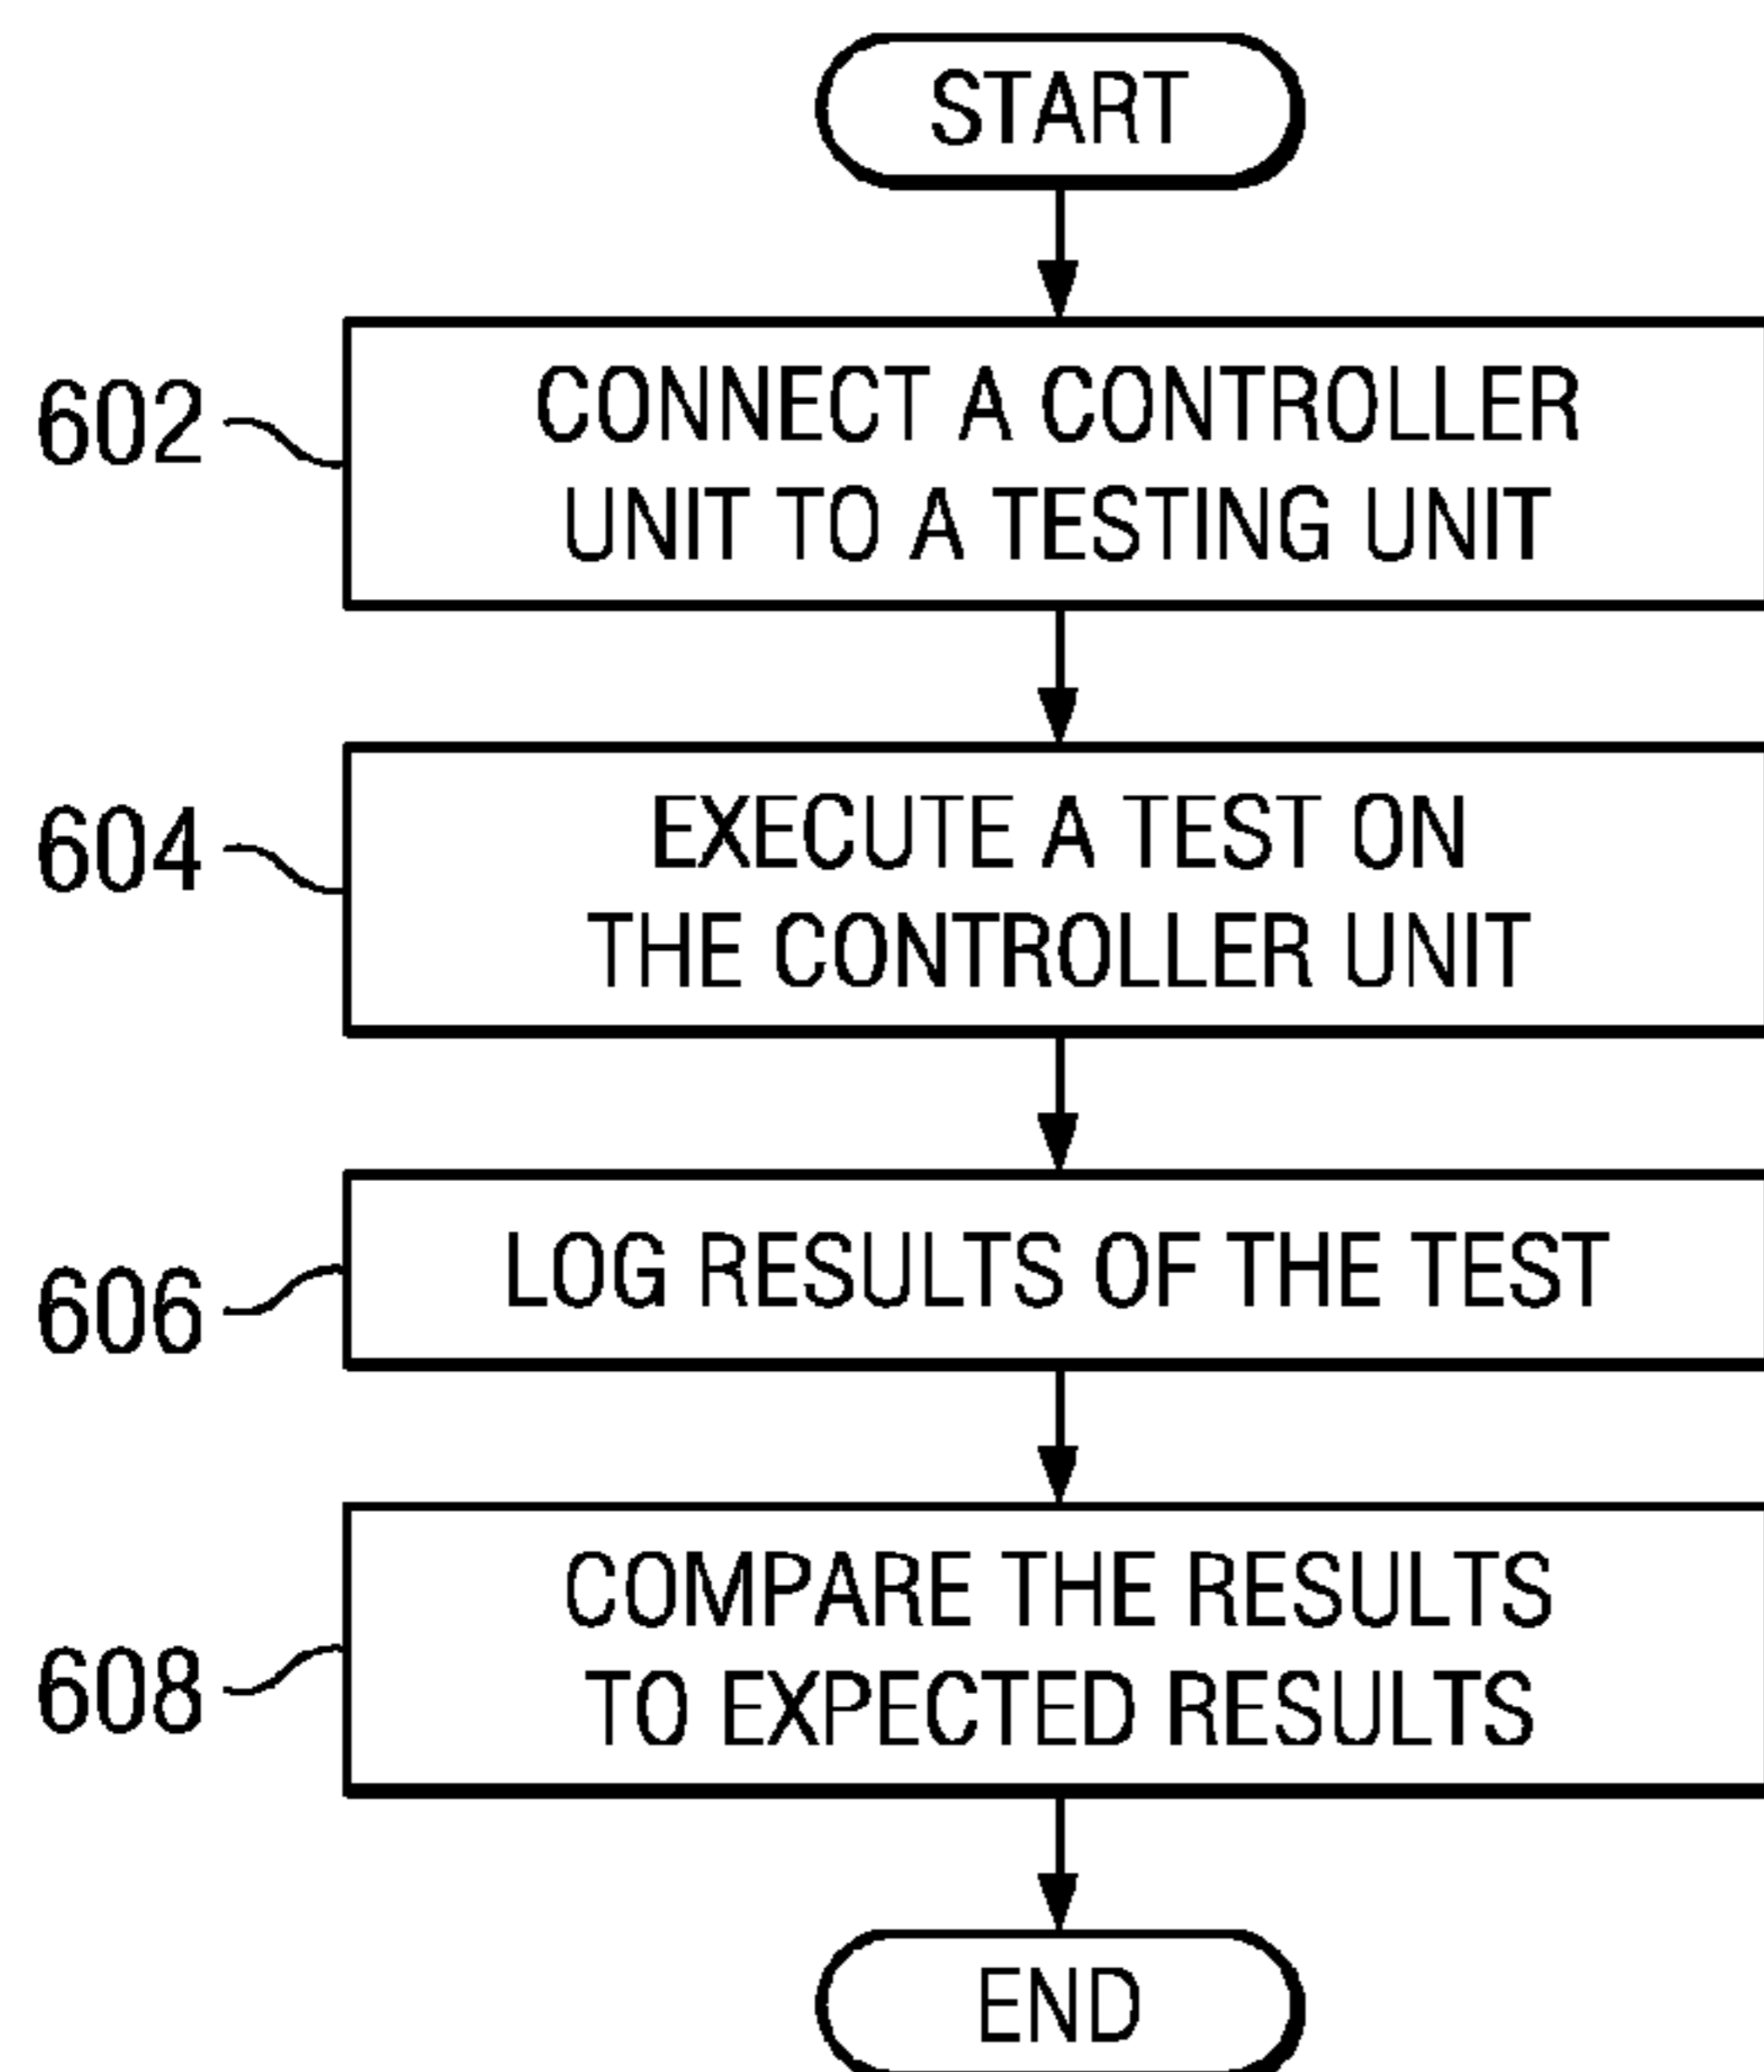 START
602
CONNECT A CONTROLLER
UNIT TO A TESTING UNIT
604
EXECUTE A TEST ON
THE CONTROLLER UNIT
606
LOG RESULTS OF THE TEST
608
COMPARE THE RESULTS
TO EXPECTED RESULTS
END